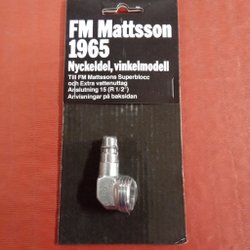 FM Mattsson
1965
Nyckeldel, vinkelmodell
Till FM Mattssons Superblocc
och Extra vattenuttag
Anslutning 15 (R 1/2")
Anvisningar på baksidan